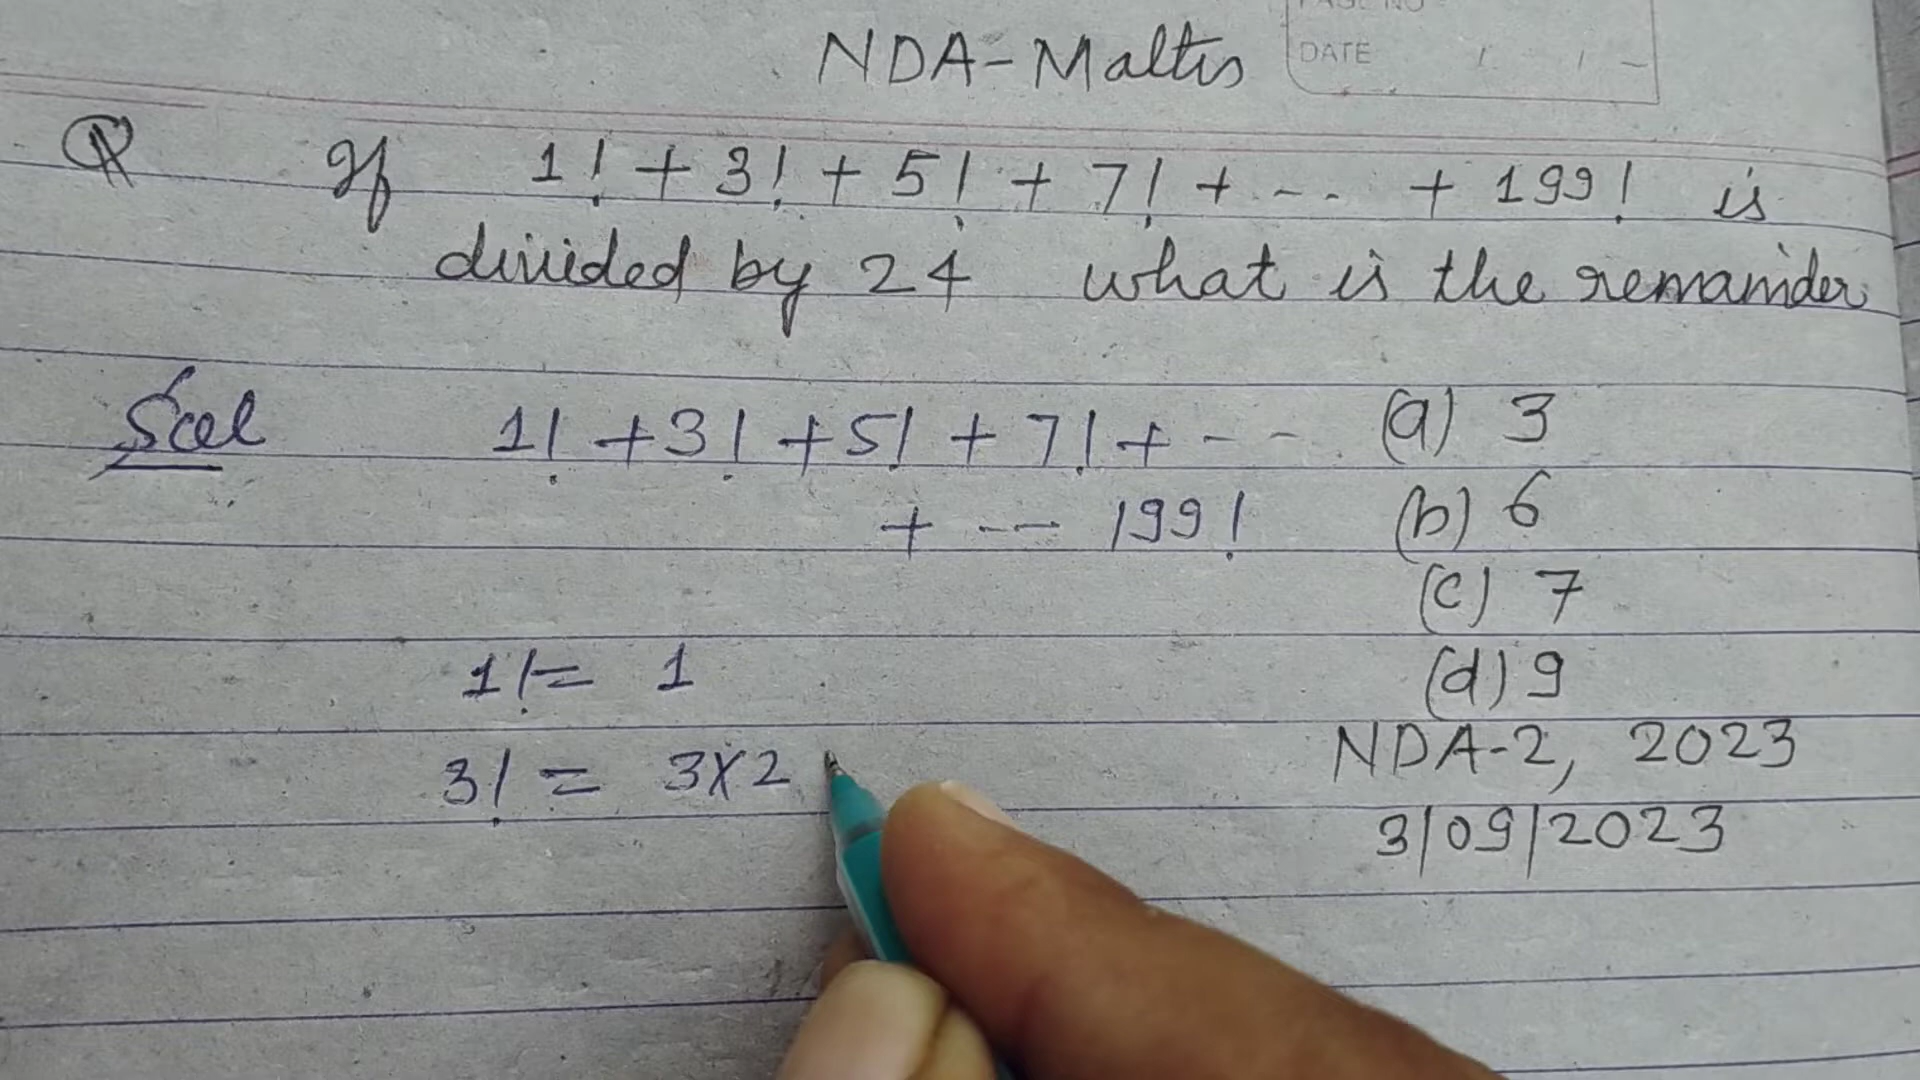 PAGE NO
NDA-Maths
DATE / / -
Q If 1! + 3! + 5! + 7! + --- + 199! is
divided by 24 what is the remainder
Sol 1! + 3! + 5! + 7! + - - (a) 3
+ -- 199! (b) 6
(c) 7
1! = 1 (d) 9
NDA-2, 2023
3! = 3×2
3/09/2023